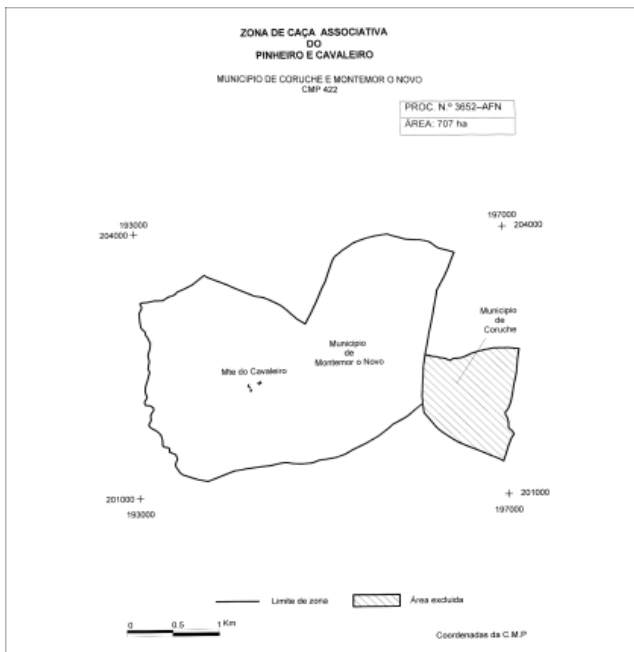 ZONA DE CAÇA ASSOCIATIVA
DO
PINHEIRO E CAVALEIRO
MUNICIPIO DE CORUCHE E MONTEMOR O NOVO
CMP 422
PROC. N.º 3652–AFN
ÁREA: 707 ha
193000
204000
197000
204000
Municipio
de
Coruche
Municipio
de
Montemor o Novo
Mte do Cavaleiro
201000
193000
201000
197000
Limite de zona
Área excluida
0 0.5 1 Km
Coordenadas da C.M.P